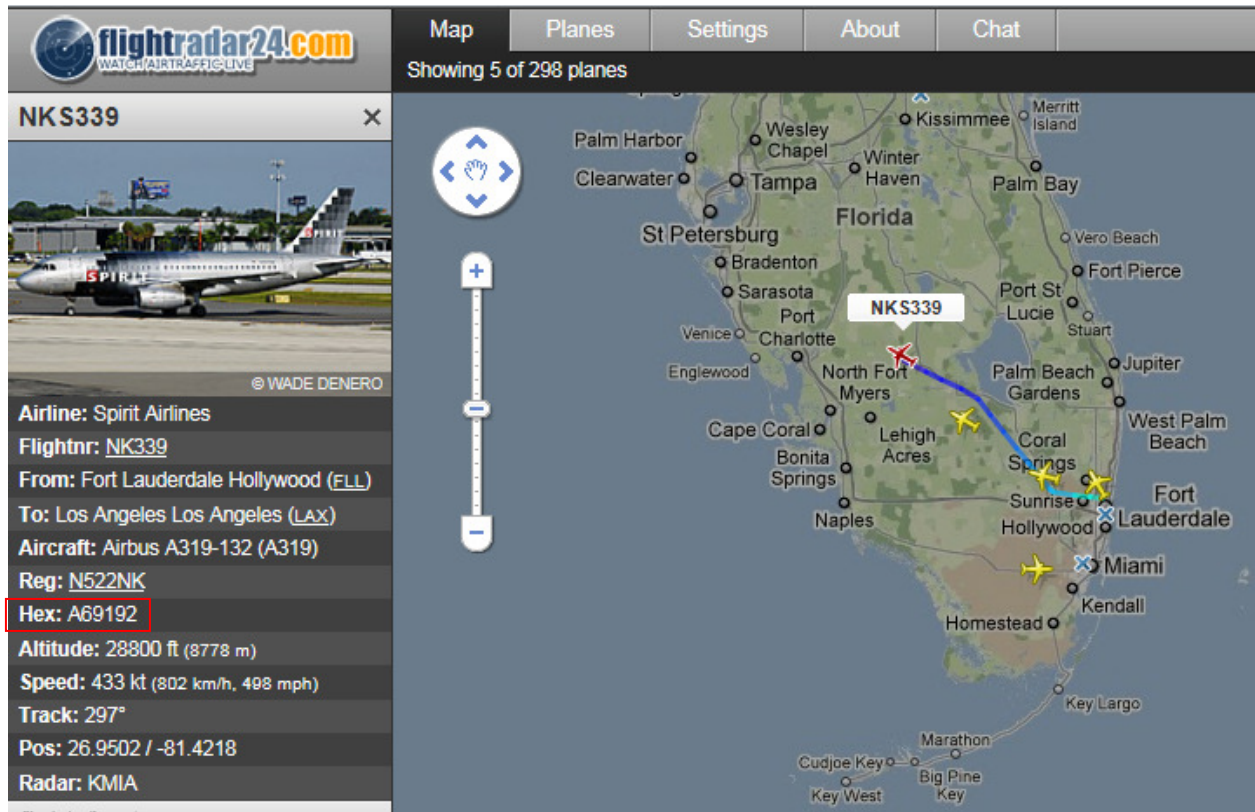 flightradar24.com
WATCH AIRTRAFFIC LIVE
Map Planes Settings About Chat
Showing 5 of 298 planes
NKS339 ×
SPIRIT
© WADE DENERO
Airline: Spirit Airlines
Flightnr: NK339
From: Fort Lauderdale Hollywood (FLL)
To: Los Angeles Los Angeles (LAX)
Aircraft: Airbus A319-132 (A319)
Reg: N522NK
Hex: A69192
Altitude: 28800 ft (8778 m)
Speed: 433 kt (802 km/h, 498 mph)
Track: 297°
Pos: 26.9502 / -81.4218
Radar: KMIA
Palm Harbor
Wesley
Chapel
Kissimmee
Merritt
Island
Clearwater
Tampa
Winter
Haven
Palm Bay
St Petersburg
Florida
Vero Beach
Bradenton
Fort Pierce
Sarasota
Port St
Lucie
NKS339
Port
Charlotte
Stuart
Venice
Englewood
North Fort
Myers
Palm Beach
Gardens
Jupiter
Cape Coral
Lehigh
Acres
Coral
Springs
West Palm
Beach
Bonita
Springs
Sunrise
Fort
Lauderdale
Naples
Hollywood
Miami
Kendall
Homestead
Key Largo
Marathon
Cudjoe Key
Big Pine
Key
Key West